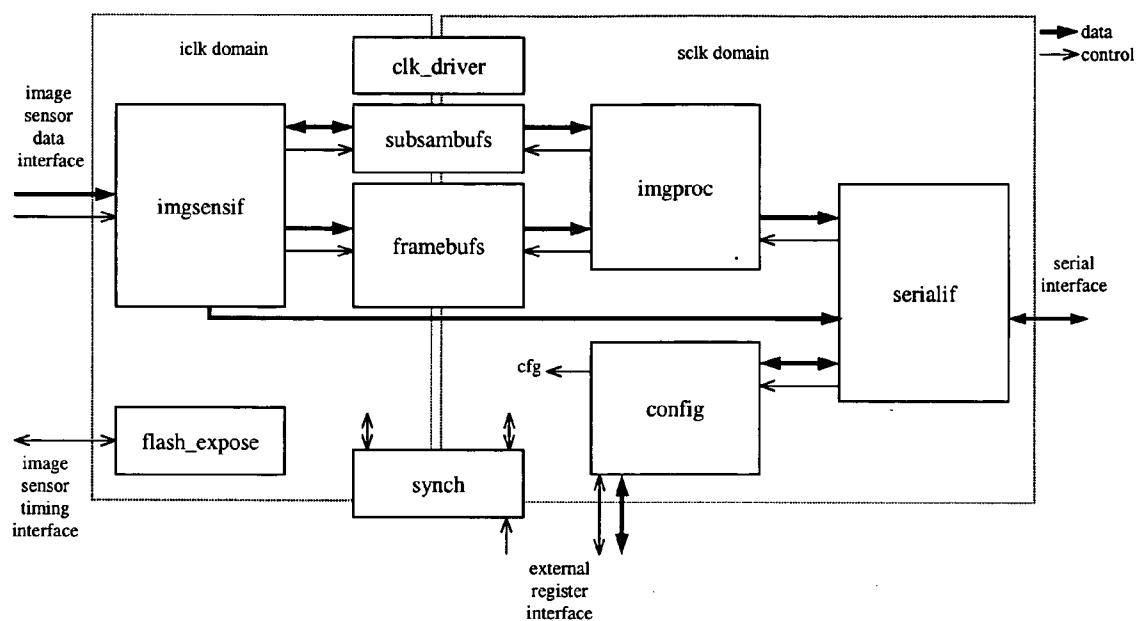 iclk domain
sclk domain
data
control
clk_driver
image
sensor
data
interface
subsambufs
imgsensif
imgproc
framebufs
serialif
serial
interface
cfg
config
flash_expose
image
sensor
timing
interface
synch
external
register
interface